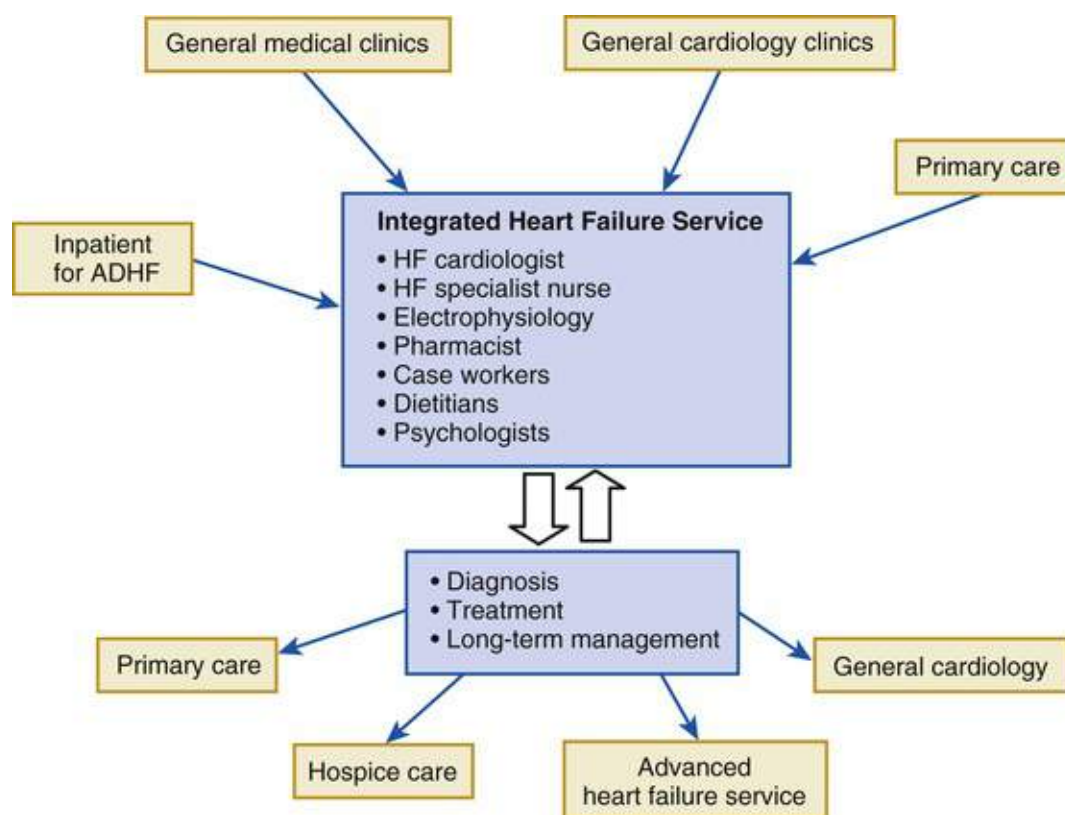 General medical clinics
General cardiology clinics
Primary care
Inpatient
for ADHF
Integrated Heart Failure Service
• HF cardiologist
• HF specialist nurse
• Electrophysiology
• Pharmacist
• Case workers
• Dietitians
• Psychologists
• Diagnosis
• Treatment
• Long-term management
Primary care
General cardiology
Hospice care
Advanced
heart failure service